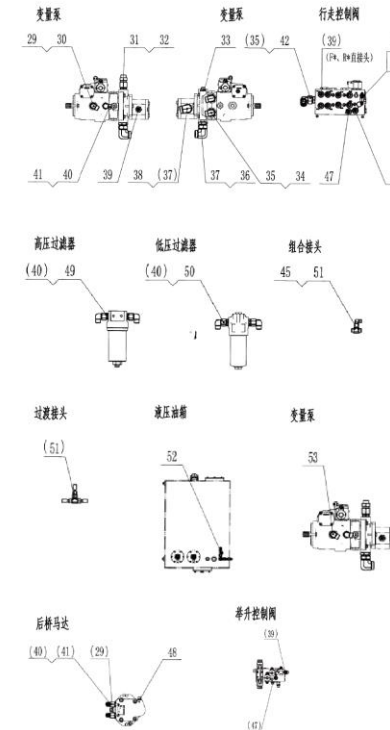 变量泵 变量泵 行走控制阀
29 30 31 32 33 (35) 42 (39)
(F#, R#直接头)
41 40 39 38 (37) 37 36 35 34 47
高压过滤器 低压过滤器 组合接头
(40) 49 (40) 50 45 51
过渡接头 液压油箱 变量泵
(51) 52 53
后桥马达 举升控制阀
(40) (41) (29) 48 (39)
(47)